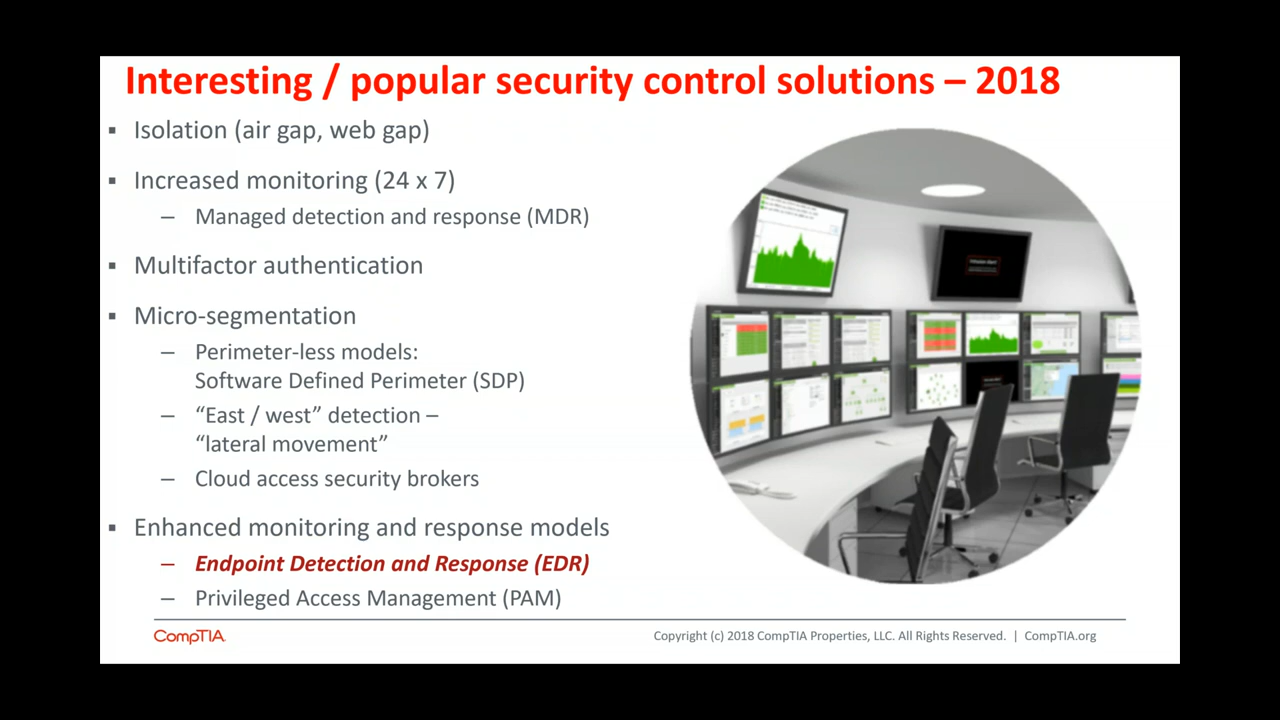 Interesting / popular security control solutions – 2018
▪ Isolation (air gap, web gap)
▪ Increased monitoring (24 x 7)
– Managed detection and response (MDR)
▪ Multifactor authentication
▪ Micro-segmentation
– Perimeter-less models:
Software Defined Perimeter (SDP)
– “East / west” detection –
“lateral movement”
– Cloud access security brokers
▪ Enhanced monitoring and response models
– Endpoint Detection and Response (EDR)
– Privileged Access Management (PAM)
CompTIA.
Copyright (c) 2018 CompTIA Properties, LLC. All Rights Reserved. | CompTIA.org